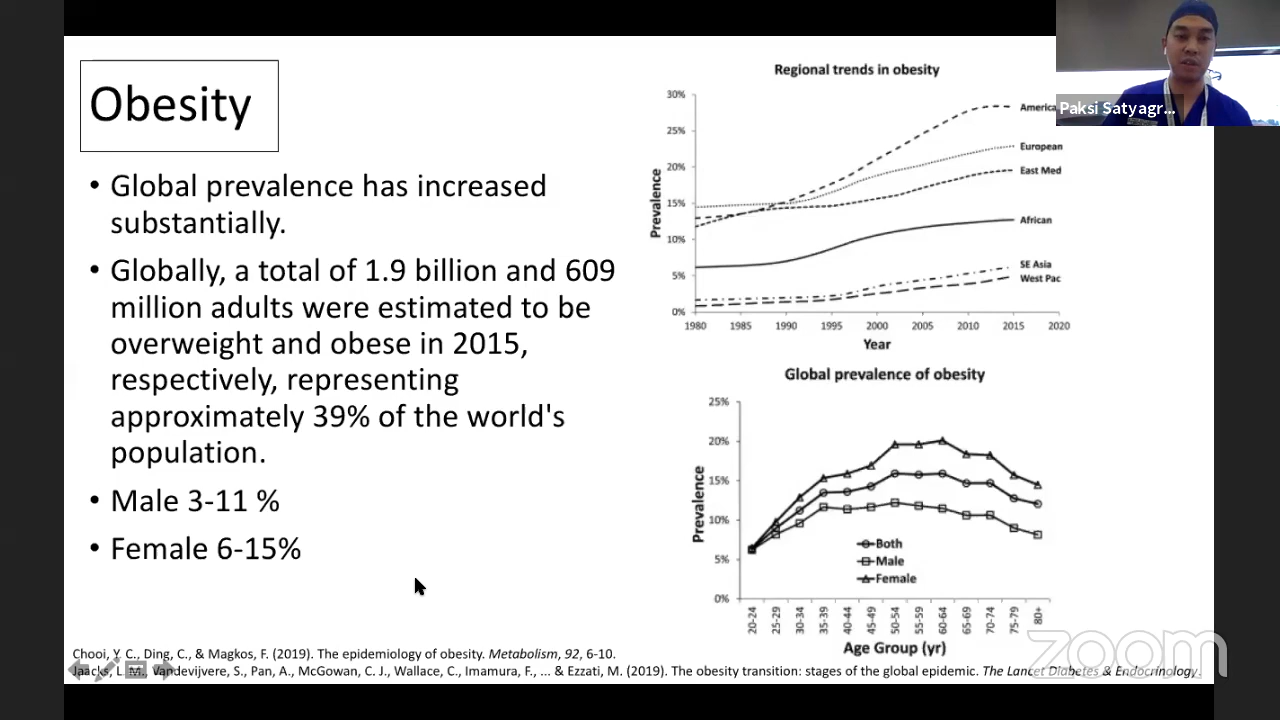 Obesity
• Global prevalence has increased
substantially.
• Globally, a total of 1.9 billion and 609
million adults were estimated to be
overweight and obese in 2015,
respectively, representing
approximately 39% of the world's
population.
• Male 3-11 %
• Female 6-15%
Regional trends in obesity
30%
25%
20%
15%
10%
5%
0%
Prevalence
America
European
East Med
African
SE Asia
West Pac
1980 1985 1990 1995 2000 2005 2010 2015 2020
Year
Global prevalence of obesity
25%
20%
15%
10%
5%
0%
Prevalence
Both
Male
Female
20-24 25-29 30-34 35-39 40-44 45-49 50-54 55-59 60-64 65-69 70-74 75-79 80+
Age Group (yr)
Chooi, Y. C., Ding, C., & Magkos, F. (2019). The epidemiology of obesity. Metabolism, 92, 6-10.
Jaacks, L. M., Vandevijvere, S., Pan, A., McGowan, C. J., Wallace, C., Imamura, F., ... & Ezzati, M. (2019). The obesity transition: stages of the global epidemic. The Lancet Diabetes & Endocrinology.
Paksi Satyagr...
zoom